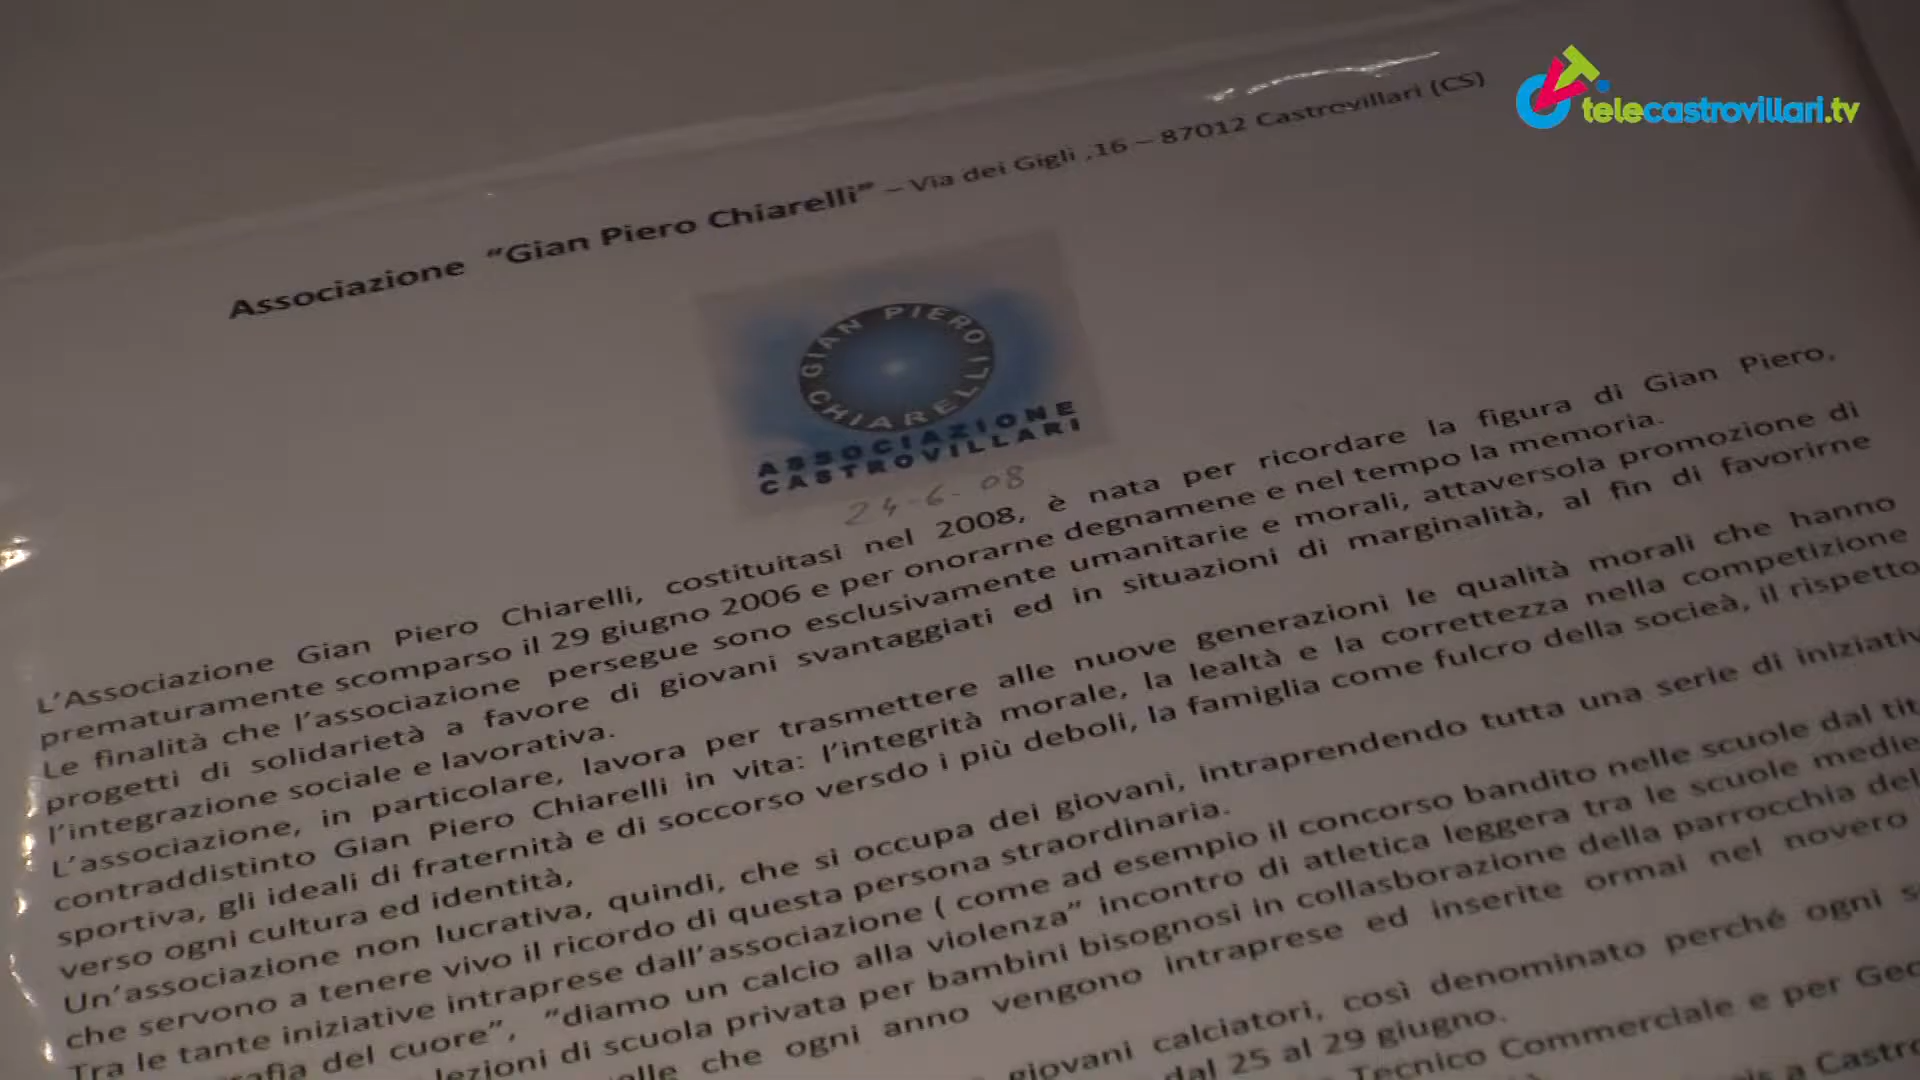 telecastrovillari.tv
Associazione “Gian Piero Chiarelli” – Via dei Gigli ,16 – 87012 Castrovillari (CS)
GIAN PIERO
CHIARELLI
ASSOCIAZIONE
CASTROVILLARI
24-6-08
L’Associazione Gian Piero Chiarelli, costituitasi nel 2008, è nata per ricordare la figura di Gian Piero,
prematuramente scomparso il 29 giugno 2006 e per onorarne degnamene e nel tempo la memoria.
Le finalità che l’associazione persegue sono esclusivamente umanitarie e morali, attaversola promozione di
progetti di solidarietà a favore di giovani svantaggiati ed in situazioni di marginalità, al fin di favorirne
l’integrazione sociale e lavorativa.
L’associazione, in particolare, lavora per trasmettere alle nuove generazioni le qualità morali che hanno
contraddistinto Gian Piero Chiarelli in vita: l’integrità morale, la lealtà e la correttezza nella competizione
sportiva, gli ideali di fraternità e di soccorso versdo i più deboli, la famiglia come fulcro della socieà, il rispetto
verso ogni cultura ed identità,
Un’associazione non lucrativa, quindi, che si occupa dei giovani, intraprendendo tutta una serie di iniziativ
che servono a tenere vivo il ricordo di questa persona straordinaria.
Tra le tante iniziative intraprese dall’associazione ( come ad esempio il concorso bandito nelle scuole dal tit
afia del cuore”, “diamo un calcio alla violenza” incontro di atletica leggera tra le scuole medie
lezioni di scuola privata per bambini bisognosi in collasborazione della parrocchia del
che ogni anno vengono intraprese ed inserite ormai nel novero
giovani calciatori, così denominato perché ogni
dal 25 al 29 giugno.
Tecnico Commerciale e per Geo
a Castro